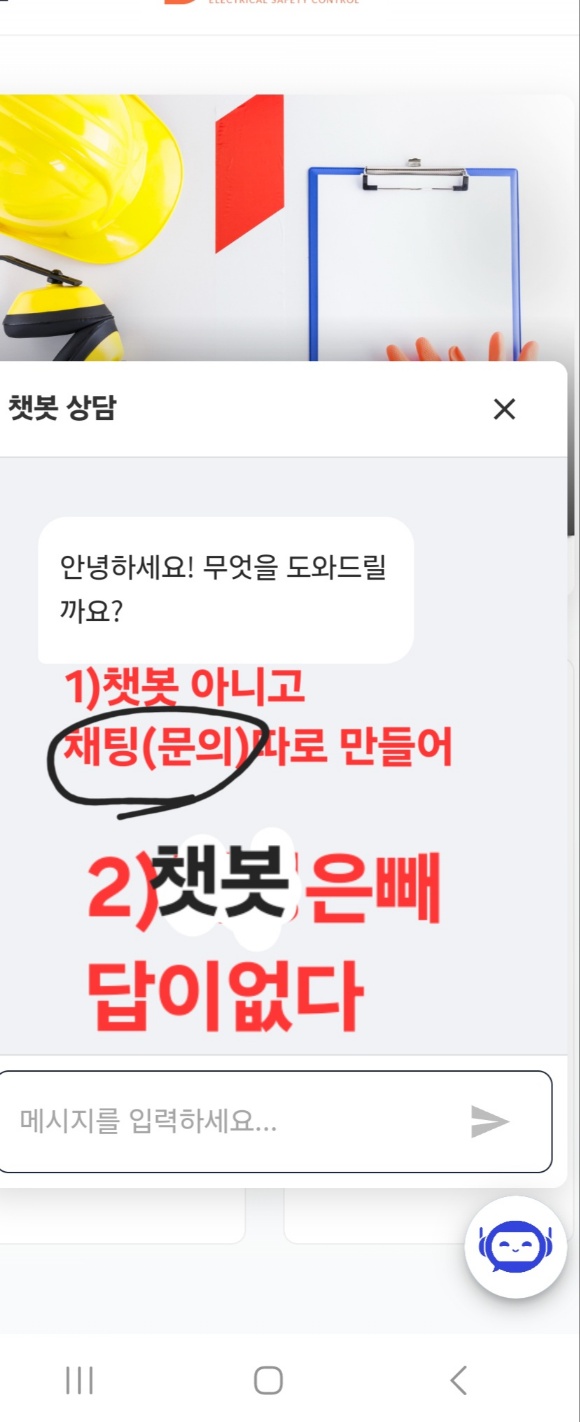 ELECTRICAL SAFETY CONTROL
챗봇 상담
안녕하세요! 무엇을 도와드릴
까요?
1)챗봇 아니고
채팅(문의)따로 만들어
2)챗봇은빼
답이없다
메시지를 입력하세요...